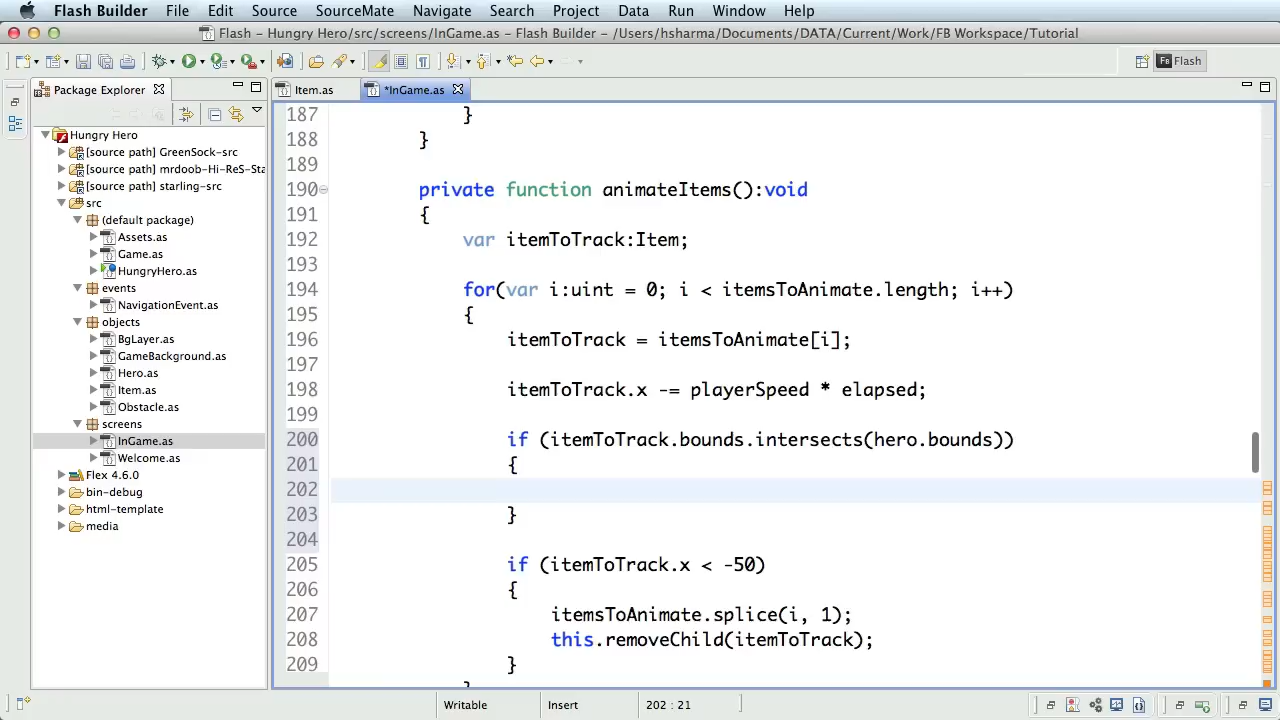 Flash Builder File Edit Source SourceMate Navigate Search Project Data Run Window Help
Flash - Hungry Hero/src/screens/InGame.as - Flash Builder - /Users/hsharma/Documents/DATA/Current/Work/FB Workspace/Tutorial
Fb Flash
Package Explorer
Item.as
*InGame.as
Hungry Hero
[source path] GreenSock-src
[source path] mrdoob-Hi-ReS-Sta
[source path] starling-src
src
(default package)
Assets.as
Game.as
HungryHero.as
events
NavigationEvent.as
objects
BgLayer.as
GameBackground.as
Hero.as
Item.as
Obstacle.as
screens
InGame.as
Welcome.as
Flex 4.6.0
bin-debug
html-template
media
187 }
188 }
189
190 private function animateItems():void
191 {
192 var itemToTrack:Item;
193
194 for(var i:uint = 0; i < itemsToAnimate.length; i++)
195 {
196 itemToTrack = itemsToAnimate[i];
197
198 itemToTrack.x -= playerSpeed * elapsed;
199
200 if (itemToTrack.bounds.intersects(hero.bounds))
201 {
202
203 }
204
205 if (itemToTrack.x < -50)
206 {
207 itemsToAnimate.splice(i, 1);
208 this.removeChild(itemToTrack);
209 }
Writable Insert 202 : 21